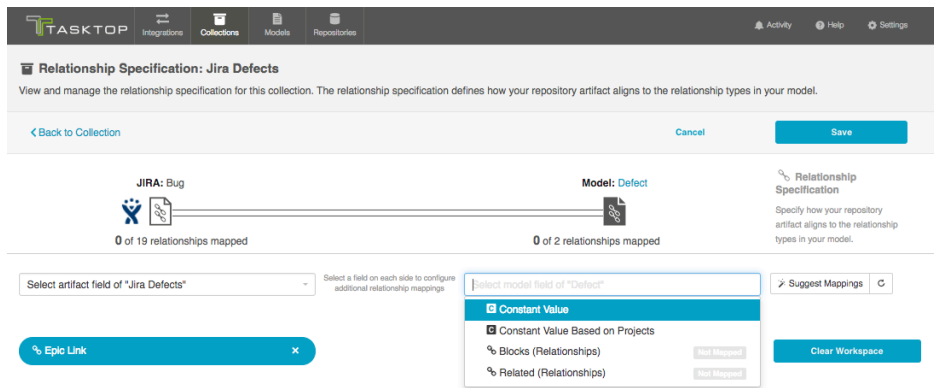 TASKTOP
Integrations
Collections
Models
Repositories
Activity
Help
Settings
Relationship Specification: Jira Defects
View and manage the relationship specification for this collection. The relationship specification defines how your repository artifact aligns to the relationship types in your model.
Back to Collection
Cancel
Save
JIRA: Bug
Model: Defect
0 of 19 relationships mapped
0 of 2 relationships mapped
Relationship
Specification
Specify how your repository
artifact aligns to the relationship
types in your model.
Select artifact field of "Jira Defects"
Select a field on each side to configure
additional relationship mappings
Select model field of "Defect"
Suggest Mappings
C Constant Value
C Constant Value Based on Projects
Blocks (Relationships)
Not Mapped
Related (Relationships)
Not Mapped
Epic Link
×
Clear Workspace